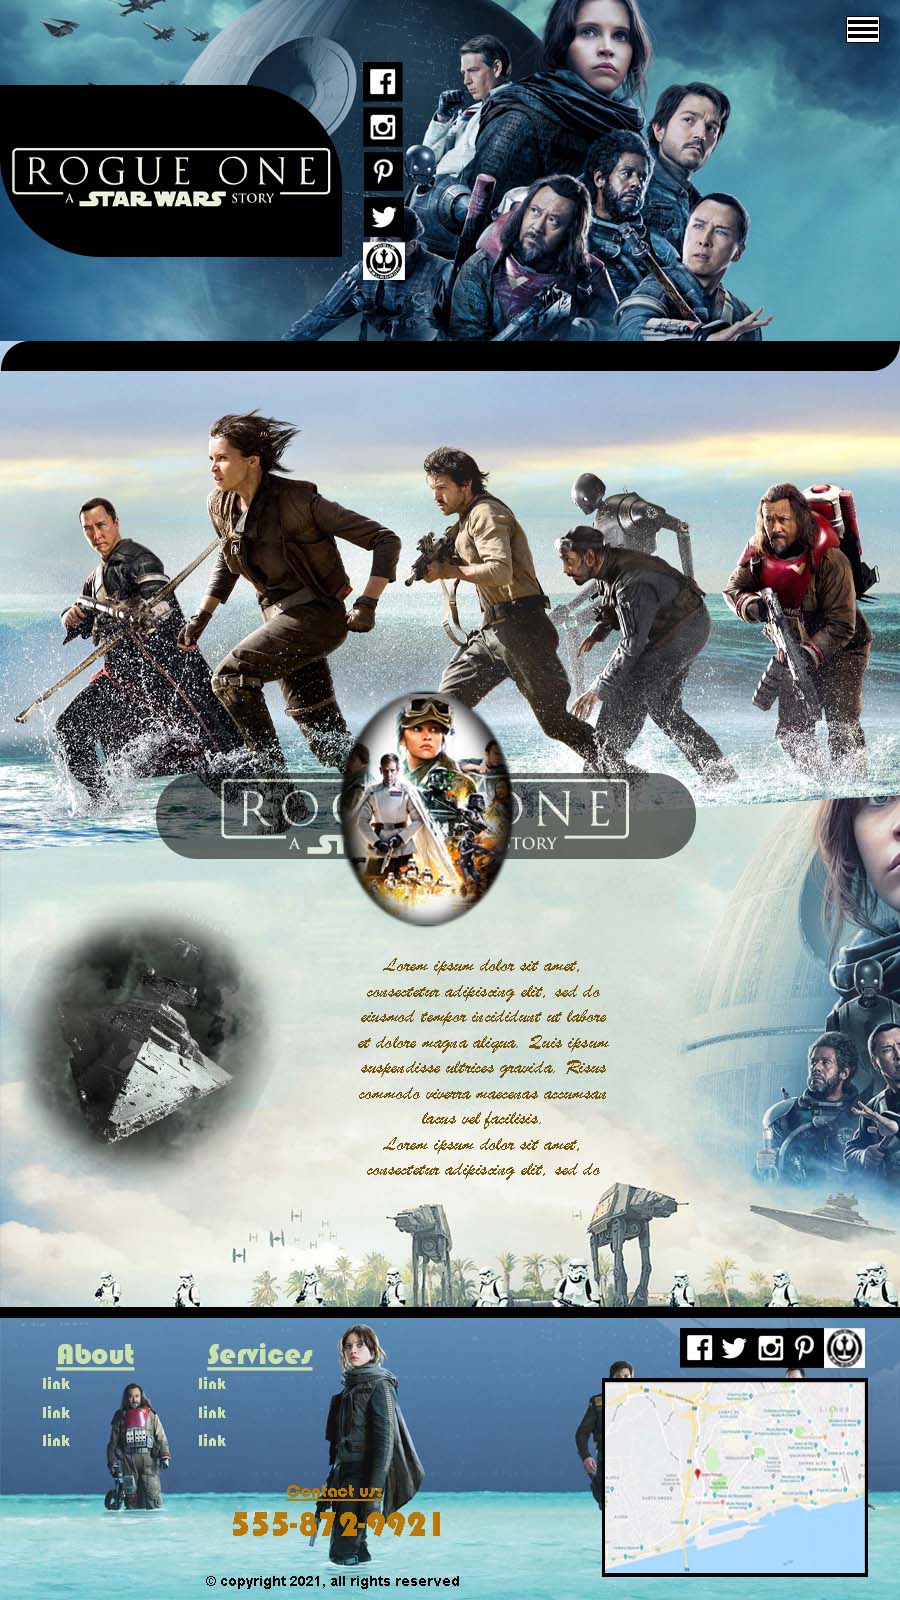 ROGUE ONE
A STAR WARS STORY
ROGUE ONE
A STORY
Lorem ipsum dolor sit amet,
consectetur adipiscing elit, sed do
eiusmod tempor incididunt ut labore
et dolore magna aliqua. Quis ipsum
suspendisse ultrices gravida. Risus
commodo viverra maecenas accumsan
lacus vel facilisis.
Lorem ipsum dolor sit amet,
consectetur adipiscing elit, sed do
About
link
link
link
Services
link
link
link
Contact us:
555-872-9921
© copyright 2021, all rights reserved